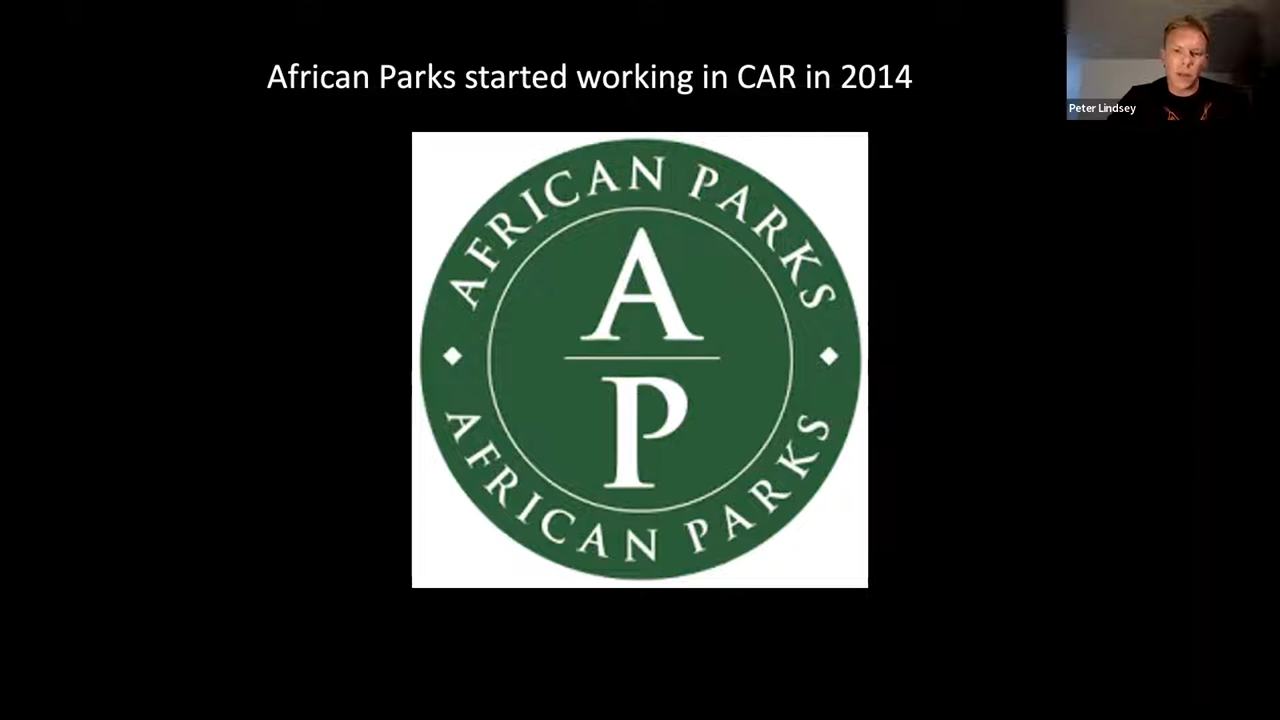 African Parks started working in CAR in 2014
Peter Lindsey
AFRICAN PARKS
A
P
AFRICAN PARKS